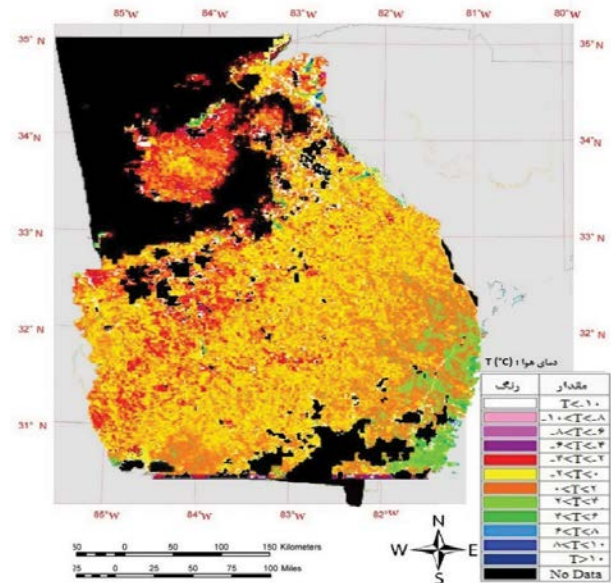 85°W 84°W 83°W 82°W 81°W 80°W
35° N 35° N
34° N 34° N
33° N 33° N
32° N 32° N
31° N
85°W 84°W 83°W 82°W
دمای هوا : T (°C)
رنگ مقدار
T<-۱۰
-۱۰<T<-۸
-۸<T<-۶
-۶<T<-۴
-۴<T<-۲
-۲<T<۰
۰<T<۲
۲<T<۴
۴<T<۶
۶<T<۸
۸<T<۱۰
T>۱۰
No Data
N
W E
S
50 25 0 50 100 150 Kilometers
50 25 0 50 100 Miles